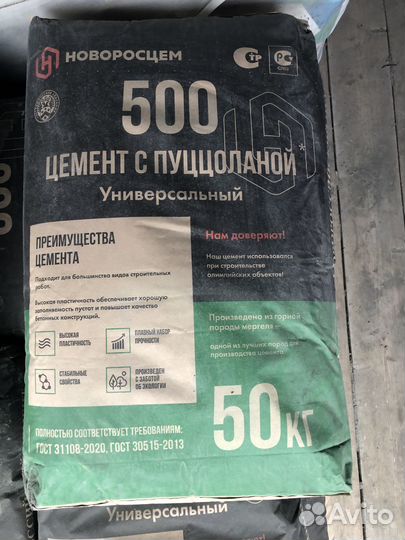 НОВОРОСЦЕМ
СТР
РС
500
ЦЕМЕНТ С ПУЦЦОЛАНОЙ*
Универсальный
ПРЕИМУЩЕСТВА
ЦЕМЕНТА
Подходит для большинства видов строительных
работ.
Высокая пластичность обеспечивает хорошую
заполняемость пустот и повышает качество
бетонных конструкций.
ВЫСОКАЯ
ПЛАСТИЧНОСТЬ
ПЛАВНЫЙ НАБОР
ПРОЧНОСТИ
СТАБИЛЬНЫЕ
СВОЙСТВА
ПРОИЗВЕДЕН
С ЗАБОТОЙ
ОБ ЭКОЛОГИИ
Нам доверяют!
Наш цемент использовался
при строительстве
олимпийских объектов!
Произведено из горной
породы мергеля –
одной из лучших пород для
производства цемента
50КГ
ПОЛНОСТЬЮ СООТВЕТСТВУЕТ ТРЕБОВАНИЯМ:
ГОСТ 31108-2020, ГОСТ 30515-2013
Универсальный
Avito